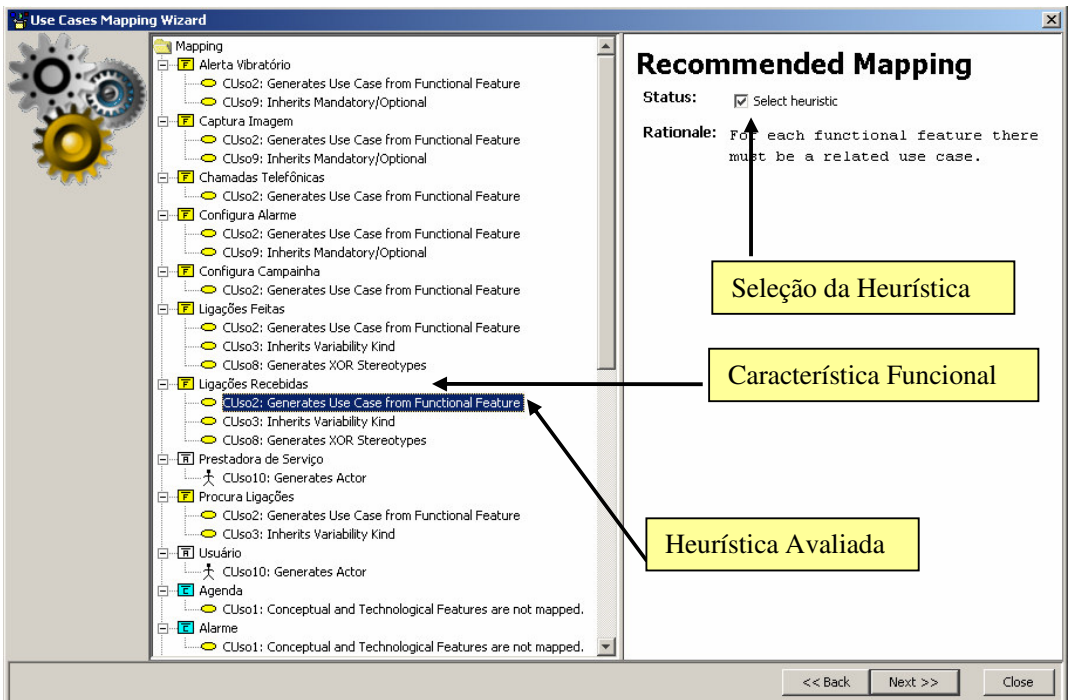 Use Cases Mapping Wizard
Mapping
F Alerta Vibratório
CUso2: Generates Use Case from Functional Feature
CUso9: Inherits Mandatory/Optional
F Captura Imagem
CUso2: Generates Use Case from Functional Feature
CUso9: Inherits Mandatory/Optional
F Chamadas Telefônicas
CUso2: Generates Use Case from Functional Feature
F Configura Alarme
CUso2: Generates Use Case from Functional Feature
CUso9: Inherits Mandatory/Optional
F Configura Campainha
CUso2: Generates Use Case from Functional Feature
F Ligações Feitas
CUso2: Generates Use Case from Functional Feature
CUso3: Inherits Variability Kind
CUso8: Generates XOR Stereotypes
F Ligações Recebidas
CUso2: Generates Use Case from Functional Feature
CUso3: Inherits Variability Kind
CUso8: Generates XOR Stereotypes
Prestadora de Serviço
CUso10: Generates Actor
F Procura Ligações
CUso2: Generates Use Case from Functional Feature
CUso3: Inherits Variability Kind
Usuário
CUso10: Generates Actor
C Agenda
CUso1: Conceptual and Technological Features are not mapped.
C Alarme
CUso1: Conceptual and Technological Features are not mapped.
Recommended Mapping
Status: Select heuristic
Rationale: For each functional feature there
must be a related use case.
Seleção da Heurística
Característica Funcional
Heurística Avaliada
<< Back Next >> Close